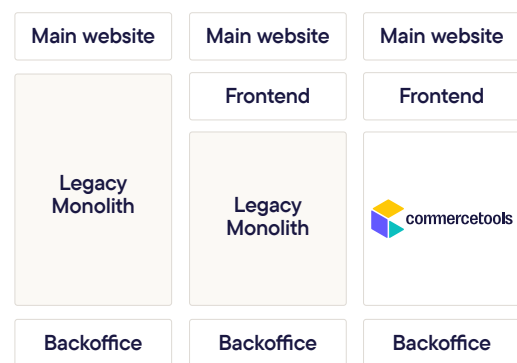 Main website
Main website
Main website
Frontend
Frontend
Legacy
Monolith
Legacy
Monolith
commercetools
Backoffice
Backoffice
Backoffice